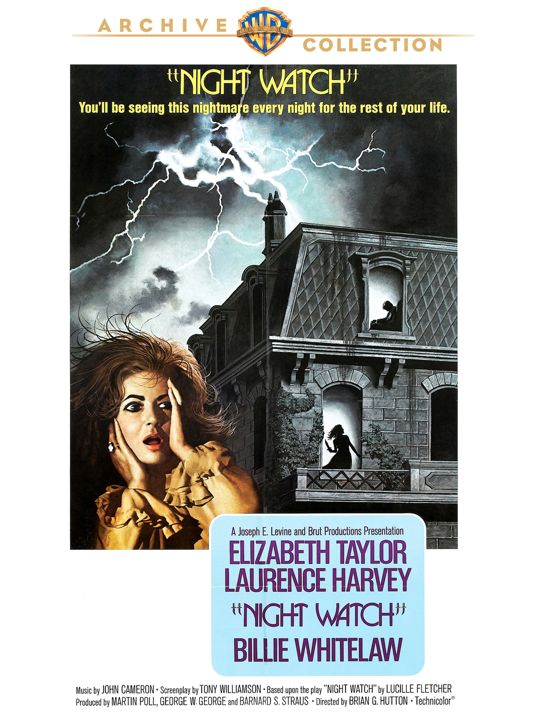 ARCHIVE
WB
COLLECTION
"NIGHT WATCH"
You'll be seeing this nightmare every night for the rest of your life.
A Joseph E. Levine and Brut Productions Presentation
ELIZABETH TAYLOR
LAURENCE HARVEY
"NIGHT WATCH"
BILLIE WHITELAW
Music by JOHN CAMERON • Screenplay by TONY WILLIAMSON • Based upon the play "NIGHT WATCH" by LUCILLE FLETCHER
Produced by MARTIN POLL, GEORGE W. GEORGE and BARNARD S. STRAUS • Directed by BRIAN G. HUTTON • Technicolor®